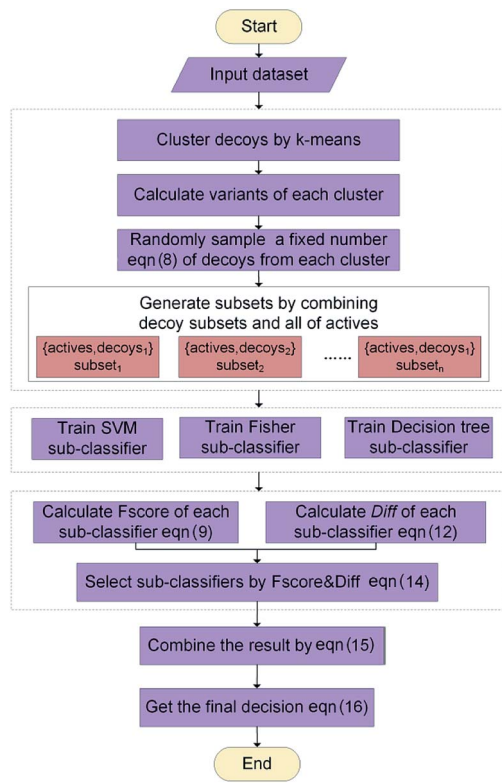 Start
Input dataset
Cluster decoys by k-means
Calculate variants of each cluster
Randomly sample a fixed number
eqn (8) of decoys from each cluster
Generate subsets by combining
decoy subsets and all of actives
{actives,decoys₁}
subset₁
{actives,decoys₂}
subset₂
......
{actives,decoys₁}
subsetₙ
Train SVM
sub-classifier
Train Fisher
sub-classifier
Train Decision tree
sub-classifier
Calculate Fscore of each
sub-classifier eqn (9)
Calculate Diff of each
sub-classifier eqn (12)
Select sub-classifiers by Fscore&Diff eqn (14)
Combine the result by eqn (15)
Get the final decision eqn (16)
End